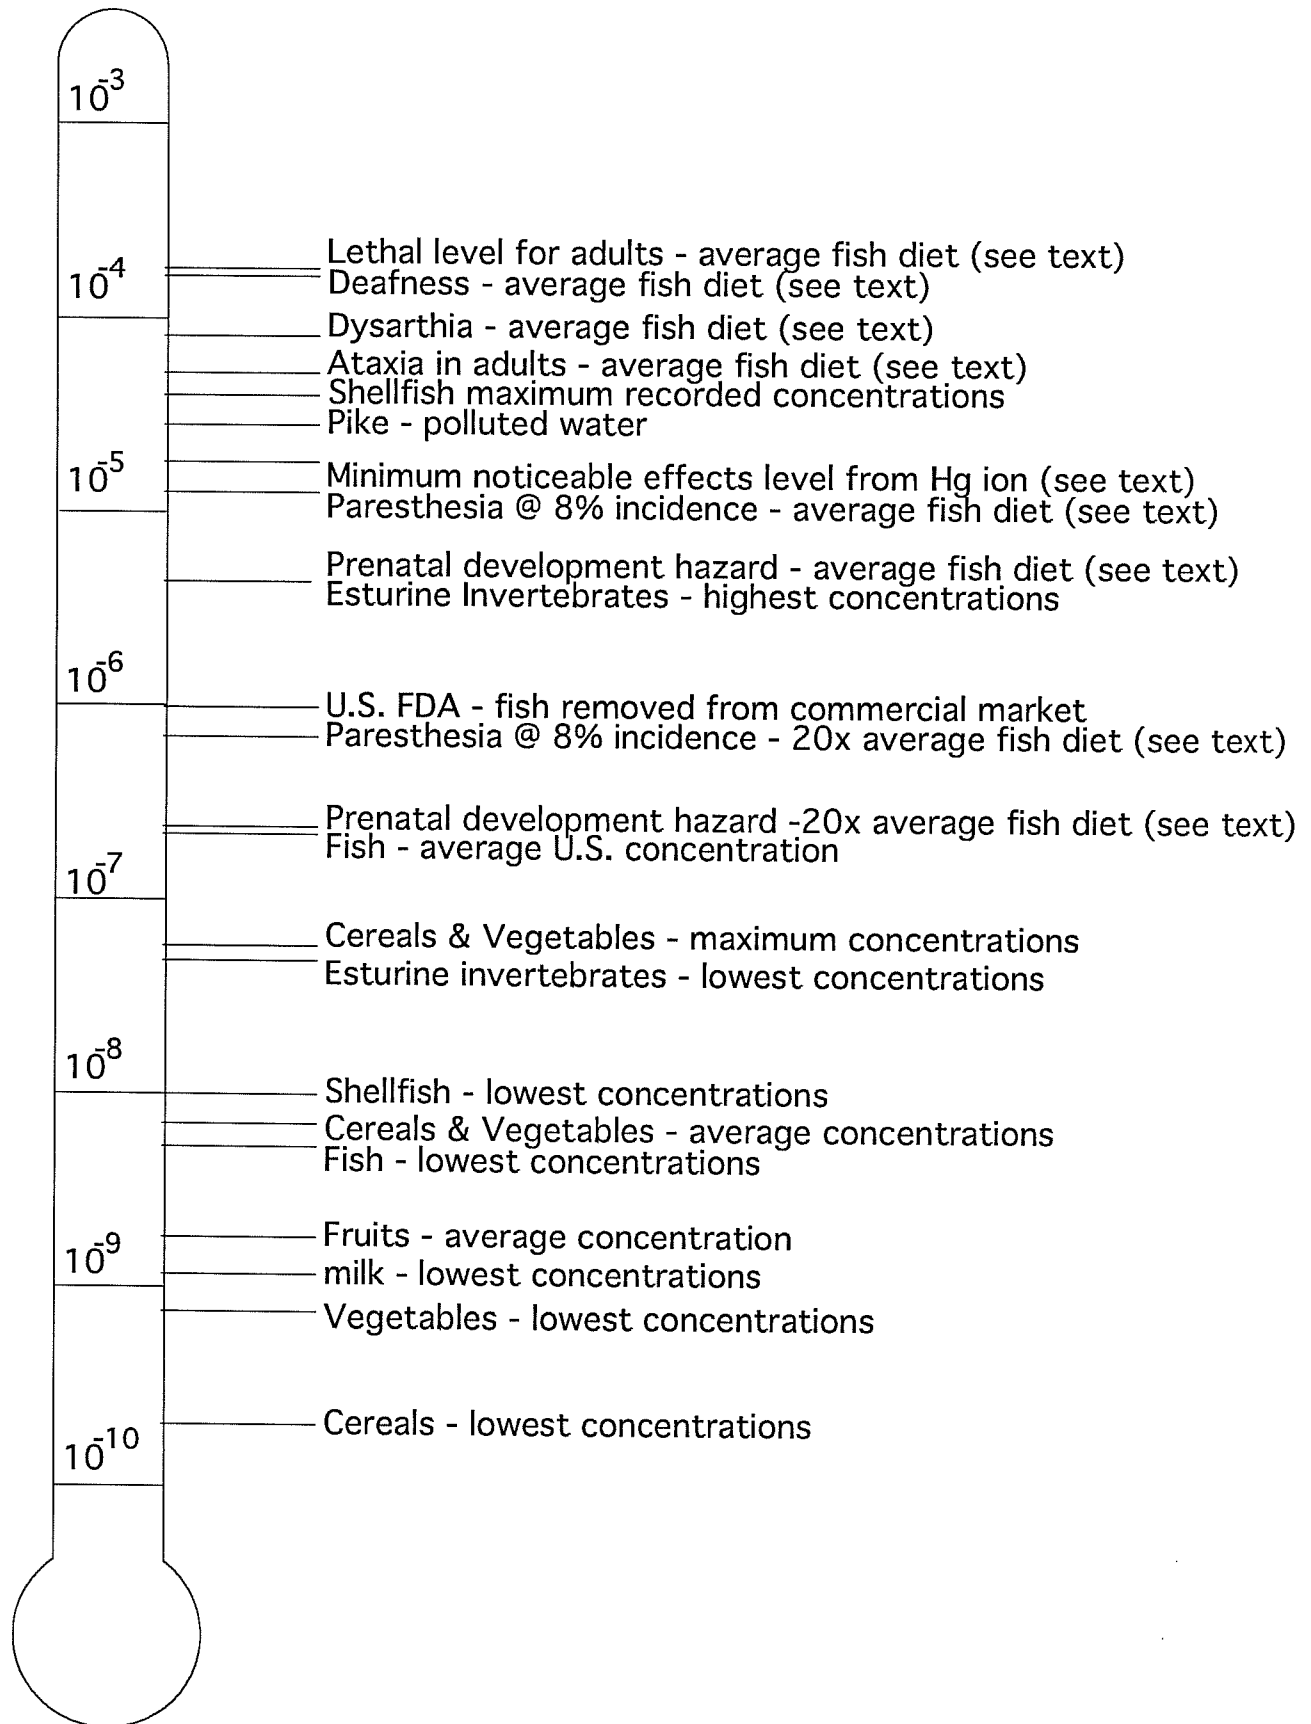 10-3
Lethal level for adults - average fish diet (see text)
10-4
Deafness - average fish diet (see text)
Dysarthia - average fish diet (see text)
Ataxia in adults - average fish diet (see text)
Shellfish maximum recorded concentrations
Pike - polluted water
10-5
Minimum noticeable effects level from Hg ion (see text)
Paresthesia @ 8% incidence - average fish diet (see text)
Prenatal development hazard - average fish diet (see text)
Esturine Invertebrates - highest concentrations
10-6
U.S. FDA - fish removed from commercial market
Paresthesia @ 8% incidence - 20x average fish diet (see text)
Prenatal development hazard -20x average fish diet (see text)
Fish - average U.S. concentration
10-7
Cereals & Vegetables - maximum concentrations
Esturine invertebrates - lowest concentrations
10-8
Shellfish - lowest concentrations
Cereals & Vegetables - average concentrations
Fish - lowest concentrations
Fruits - average concentration
10-9
milk - lowest concentrations
Vegetables - lowest concentrations
Cereals - lowest concentrations
10-10